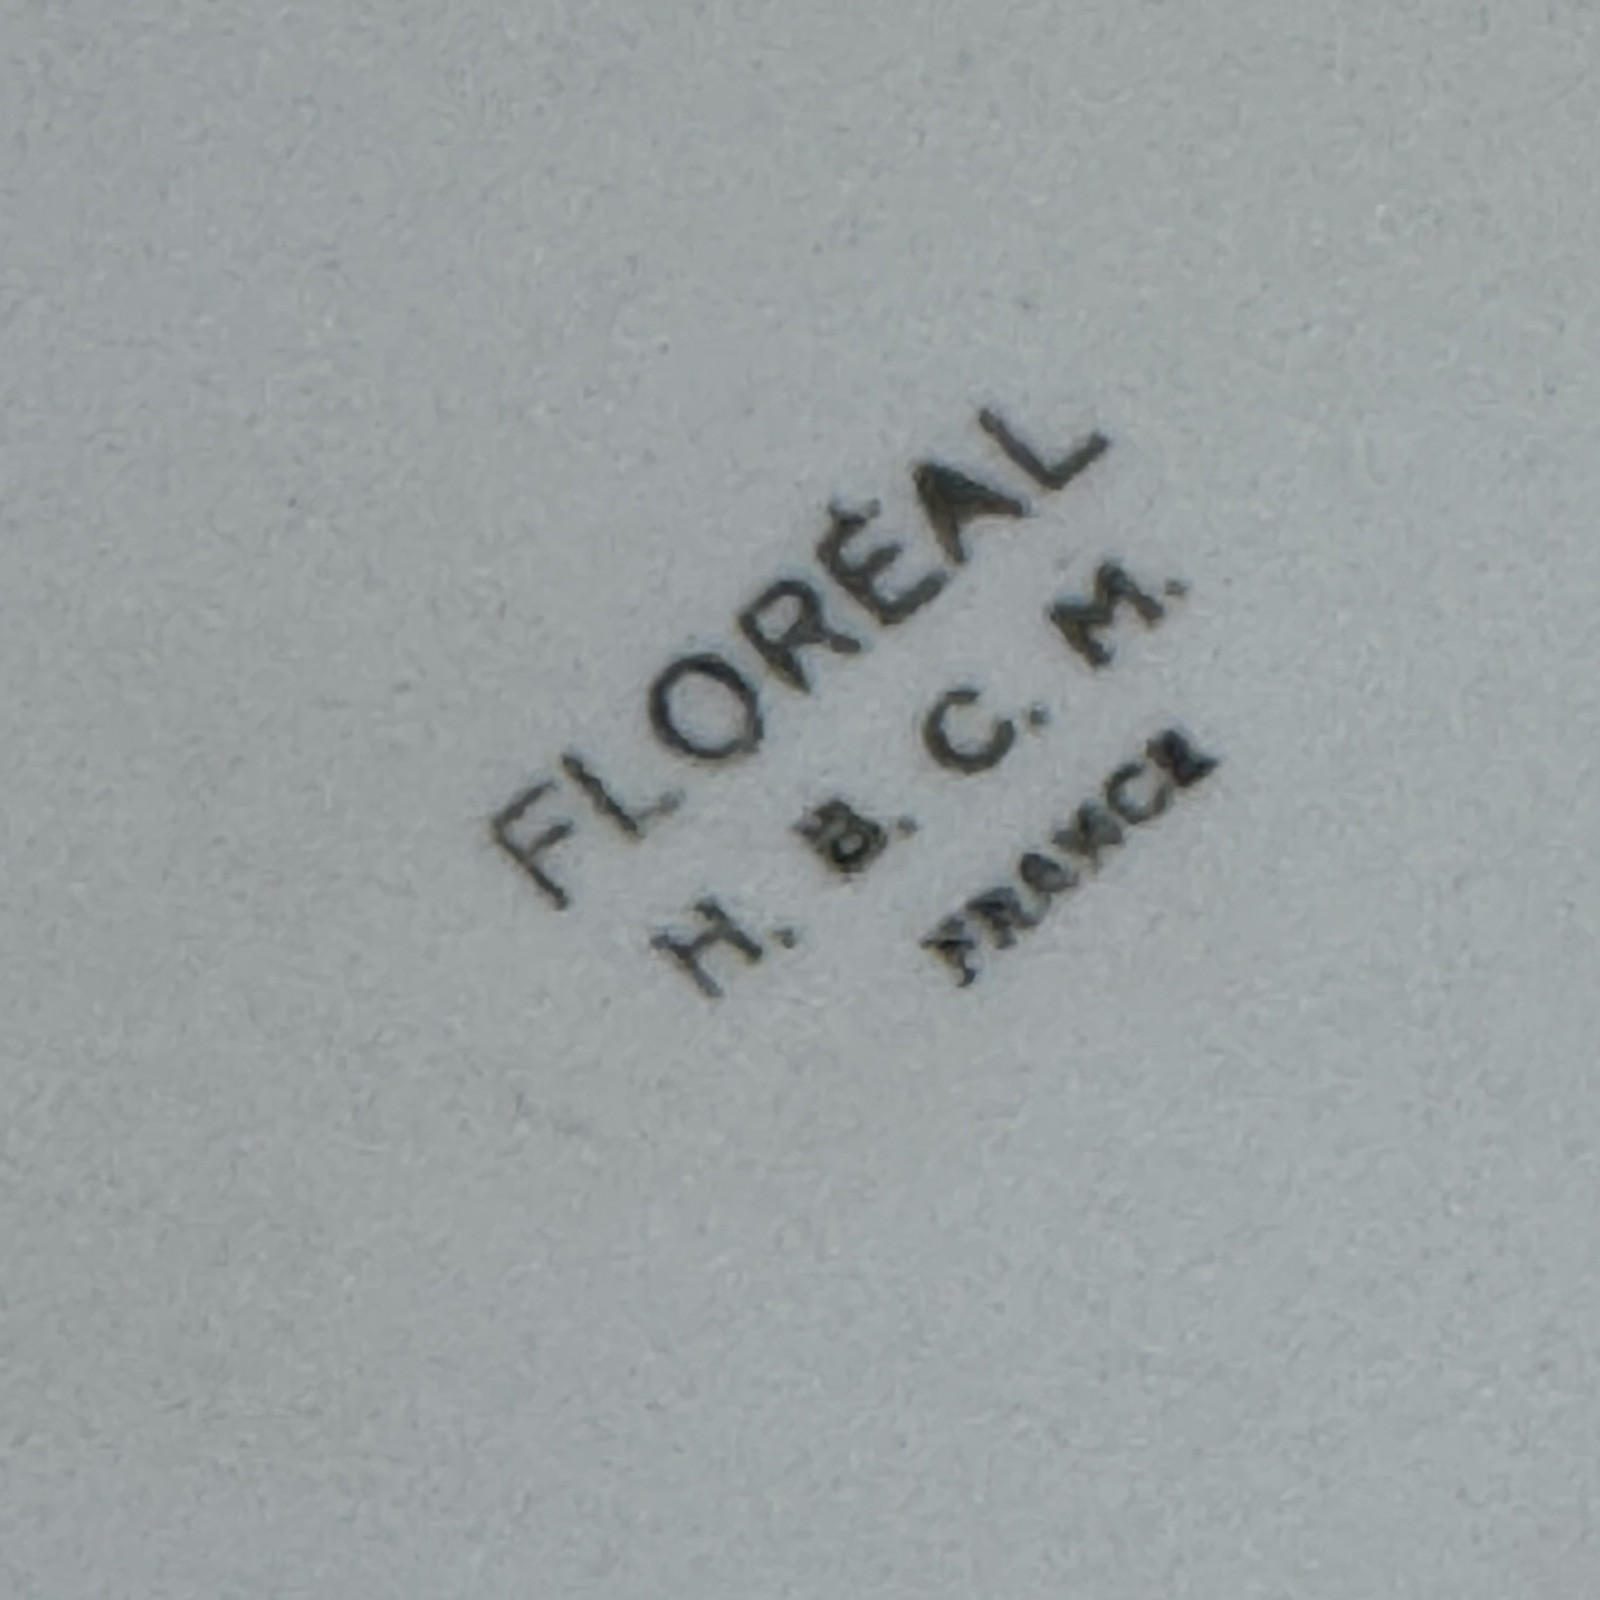 FLORÉAL
H. B. C. M.
FRANCE